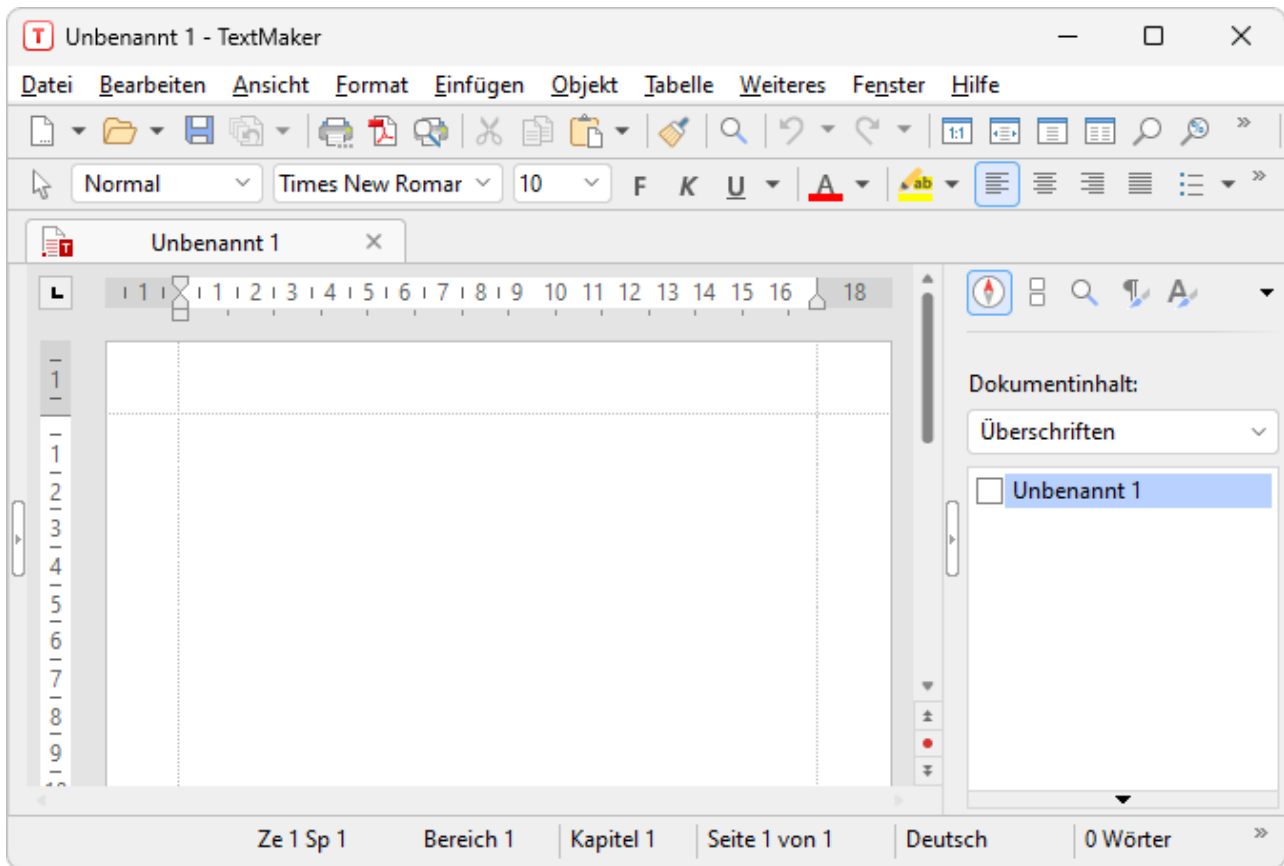 Unbenannt 1 - TextMaker
Datei Bearbeiten Ansicht Format Einfügen Objekt Tabelle Weiteres Fenster Hilfe
1:1
Normal Times New Romar 10 F K U A ab
Unbenannt 1
1 1 2 3 4 5 6 7 8 9 10 11 12 13 14 15 16 18
1
Dokumentinhalt:
Überschriften
Unbenannt 1
1
2
3
4
5
6
7
8
9
Ze 1 Sp 1 Bereich 1 Kapitel 1 Seite 1 von 1 Deutsch 0 Wörter